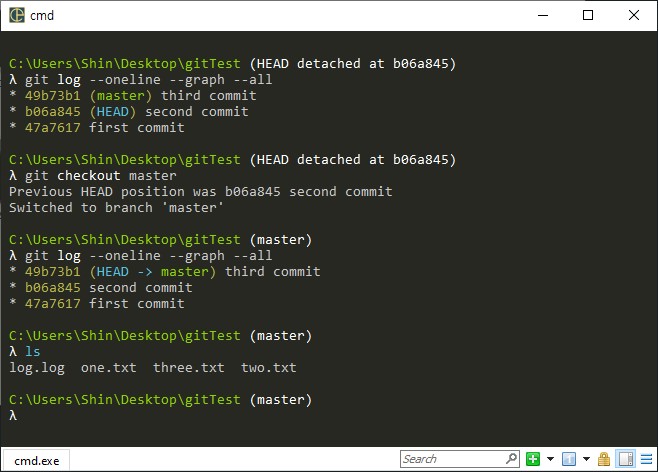 cmd
C:\Users\Shin\Desktop\gitTest (HEAD detached at b06a845)
λ git log --oneline --graph --all
* 49b73b1 (master) third commit
* b06a845 (HEAD) second commit
* 47a7617 first commit
C:\Users\Shin\Desktop\gitTest (HEAD detached at b06a845)
λ git checkout master
Previous HEAD position was b06a845 second commit
Switched to branch 'master'
C:\Users\Shin\Desktop\gitTest (master)
λ git log --oneline --graph --all
* 49b73b1 (HEAD -> master) third commit
* b06a845 second commit
* 47a7617 first commit
C:\Users\Shin\Desktop\gitTest (master)
λ ls
log.log  one.txt  three.txt  two.txt
C:\Users\Shin\Desktop\gitTest (master)
λ
cmd.exe
Search